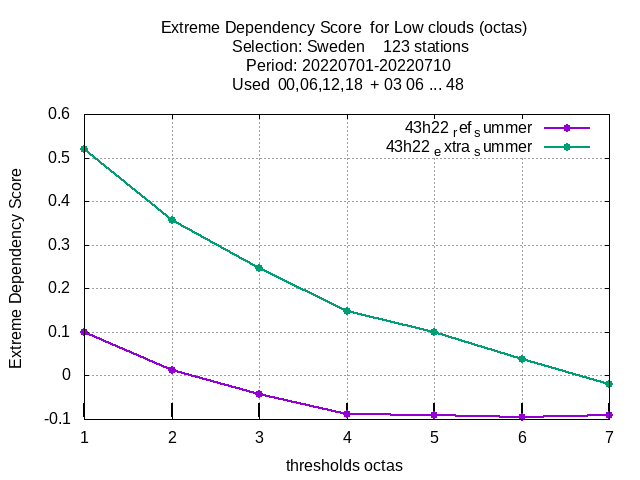 Extreme Dependency Score  for Low clouds (octas)
Selection: Sweden    123 stations
Period: 20220701-20220710
Used  00,06,12,18  + 03 06 ... 48
43h22 ref summer
43h22 extra summer
Extreme Dependency Score
0.6
0.5
0.4
0.3
0.2
0.1
0
-0.1
1 2 3 4 5 6 7
thresholds octas